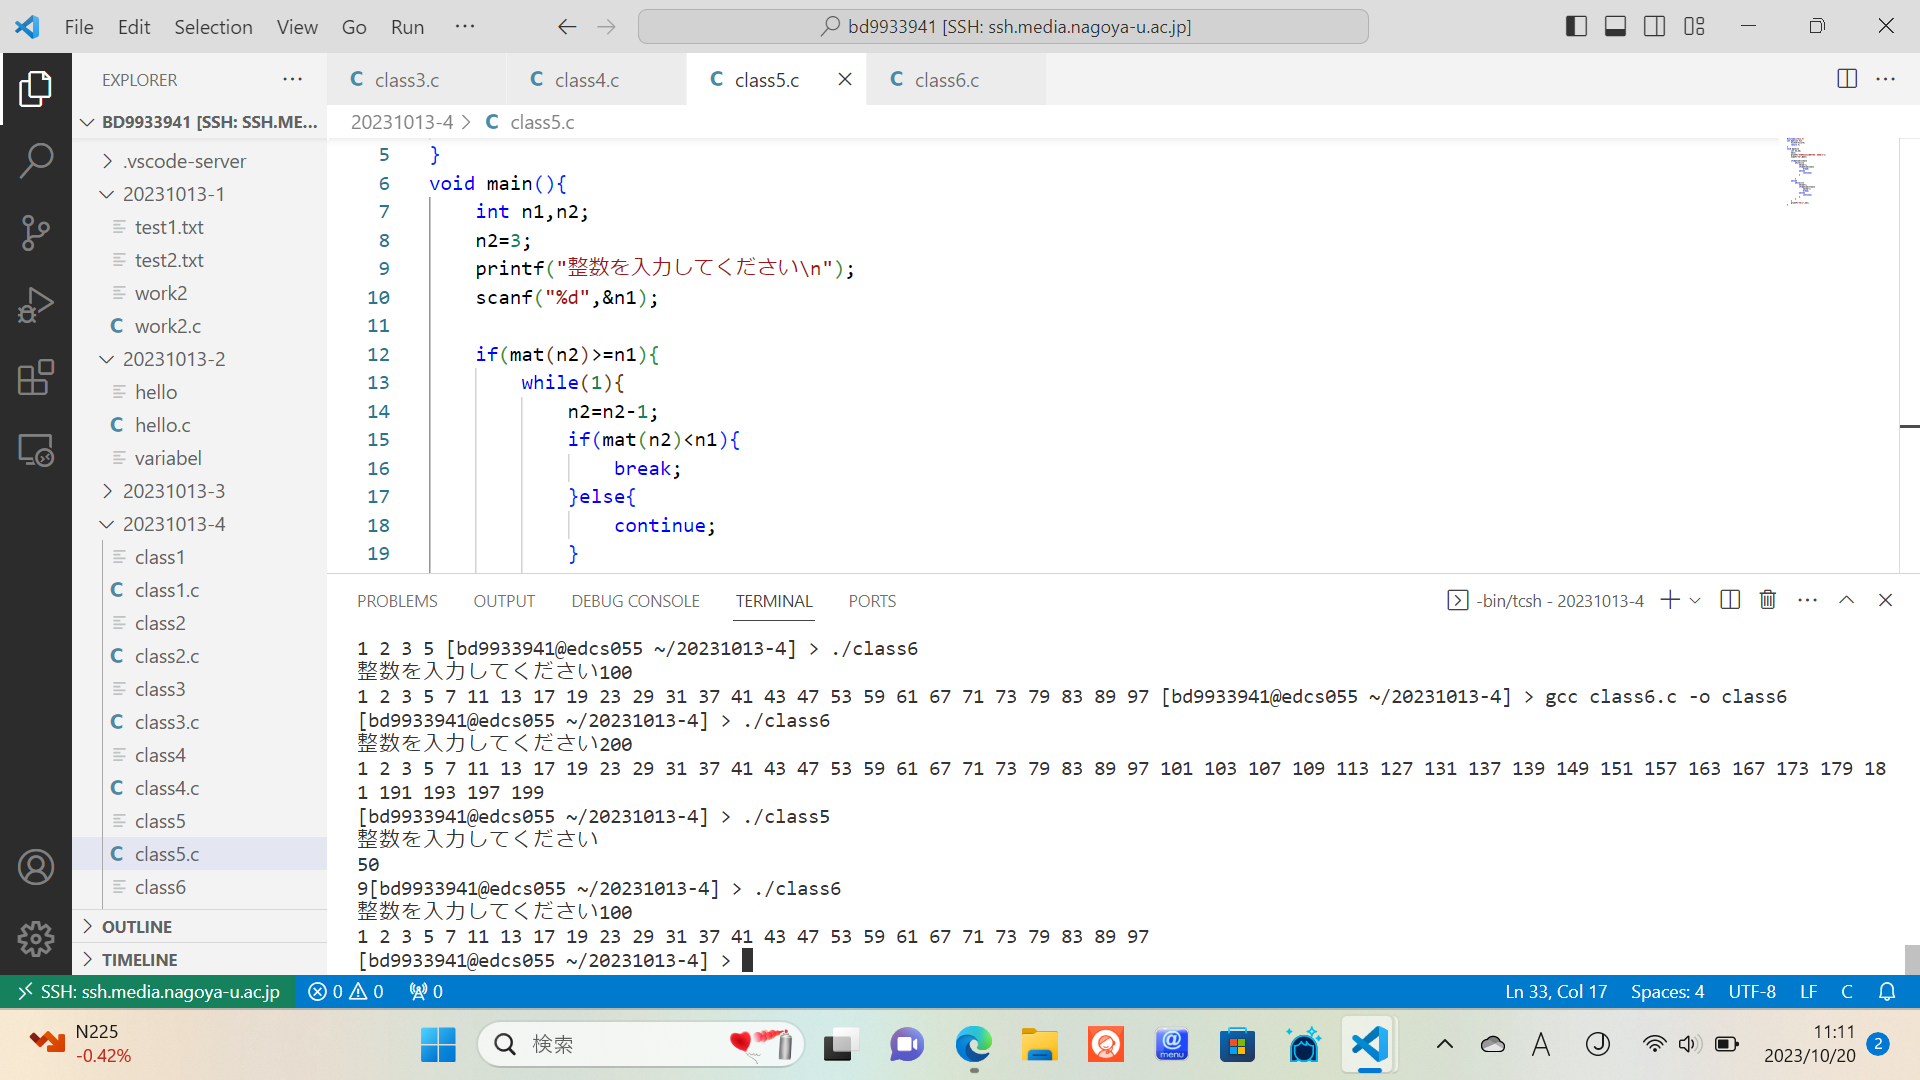 File Edit Selection View Go Run ···
bd9933941 [SSH: ssh.media.nagoya-u.ac.jp]
EXPLORER ···
BD9933941 [SSH: SSH.ME...
.vscode-server
20231013-1
test1.txt
test2.txt
work2
C work2.c
20231013-2
hello
C hello.c
variabel
20231013-3
20231013-4
class1
C class1.c
class2
C class2.c
class3
C class3.c
class4
C class4.c
class5
C class5.c
class6
OUTLINE
TIMELINE
C class3.c C class4.c C class5.c C class6.c
20231013-4 > C class5.c
5 }
6 void main(){
7 int n1,n2;
8 n2=3;
9 printf("整数を入力してください\n");
10 scanf("%d",&n1);
11
12 if(mat(n2)>=n1){
13 while(1){
14 n2=n2-1;
15 if(mat(n2)<n1){
16 break;
17 }else{
18 continue;
19 }
PROBLEMS OUTPUT DEBUG CONSOLE TERMINAL PORTS
-bin/tcsh - 20231013-4
1 2 3 5 [bd9933941@edcs055 ~/20231013-4] > ./class6
整数を入力してください100
1 2 3 5 7 11 13 17 19 23 29 31 37 41 43 47 53 59 61 67 71 73 79 83 89 97 [bd9933941@edcs055 ~/20231013-4] > gcc class6.c -o class6
[bd9933941@edcs055 ~/20231013-4] > ./class6
整数を入力してください200
1 2 3 5 7 11 13 17 19 23 29 31 37 41 43 47 53 59 61 67 71 73 79 83 89 97 101 103 107 109 113 127 131 137 139 149 151 157 163 167 173 179 18
1 191 193 197 199
[bd9933941@edcs055 ~/20231013-4] > ./class5
整数を入力してください
50
9[bd9933941@edcs055 ~/20231013-4] > ./class6
整数を入力してください100
1 2 3 5 7 11 13 17 19 23 29 31 37 41 43 47 53 59 61 67 71 73 79 83 89 97
[bd9933941@edcs055 ~/20231013-4] >
SSH: ssh.media.nagoya-u.ac.jp 0 0 0 Ln 33, Col 17 Spaces: 4 UTF-8 LF C
N225
-0.42%
検索
@
menu
A
J
11:11
2023/10/20
2